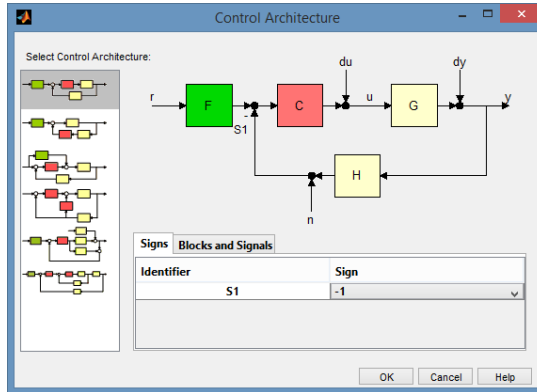 Control Architecture
Select Control Architecture:
du
dy
r
F
-
S1
C
u
G
y
H
n
Signs
Blocks and Signals
Identifier
Sign
S1
-1
OK
Cancel
Help